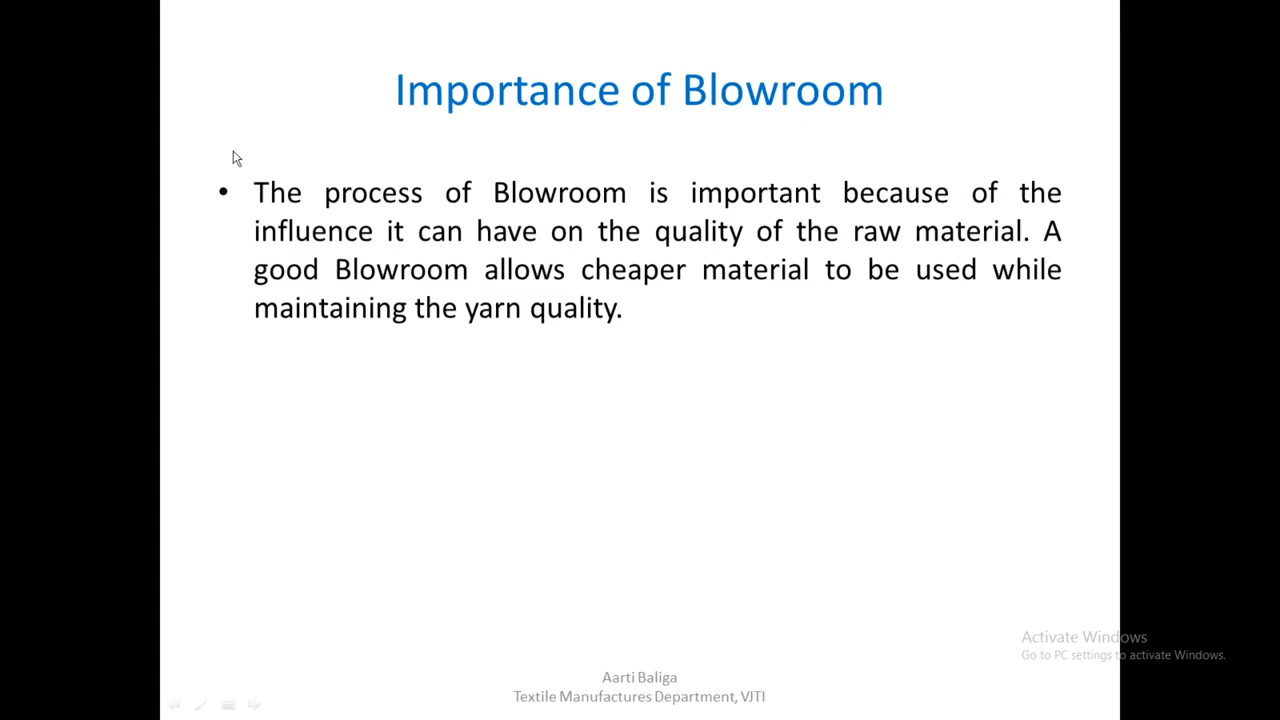 Importance of Blowroom
• The process of Blowroom is important because of the
influence it can have on the quality of the raw material. A
good Blowroom allows cheaper material to be used while
maintaining the yarn quality.
Activate Windows
Go to PC settings to activate Windows.
Aarti Baliga
Textile Manufactures Department, VJTI